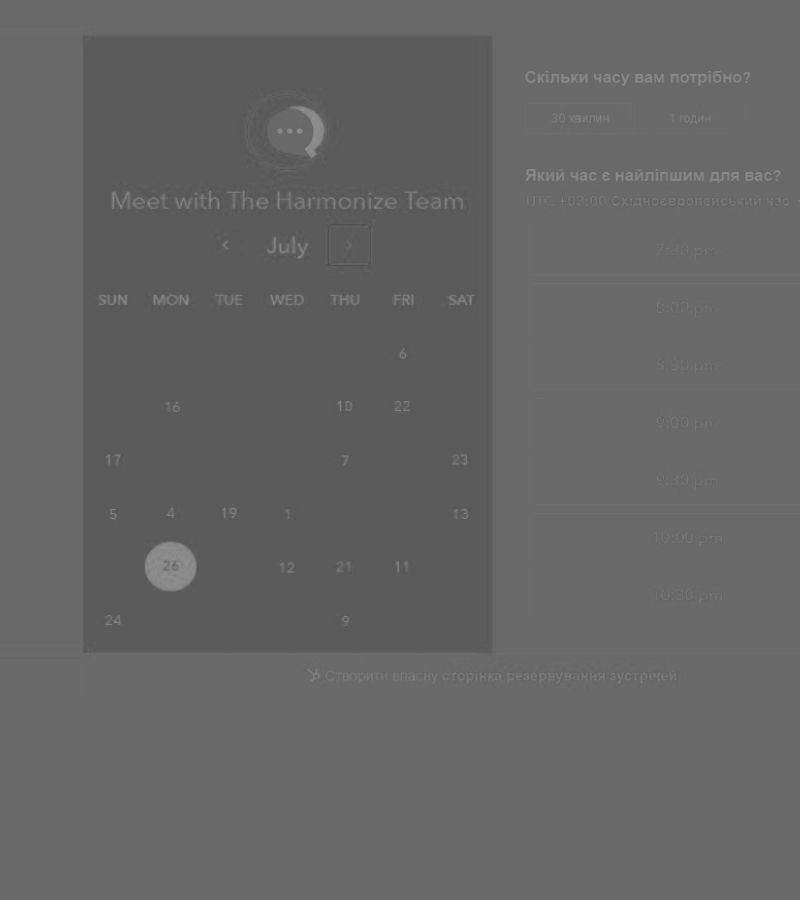 Meet with The Harmonize Team
July
SUN MON TUE WED THU FRI SAT
6
16 10 22
17 7 23
5 4 19 1 13
26 12 21 11
24 9
Скільки часу вам потрібно?
30 хвилин 1 годин
Який час є найліпшим для вас?
UTC +02:00 Східноєвропейський час
7:30 pm
8:00 pm
8:30 pm
9:00 pm
9:30 pm
10:00 pm
10:30 pm
Створити власну сторінка резервування зустрічей